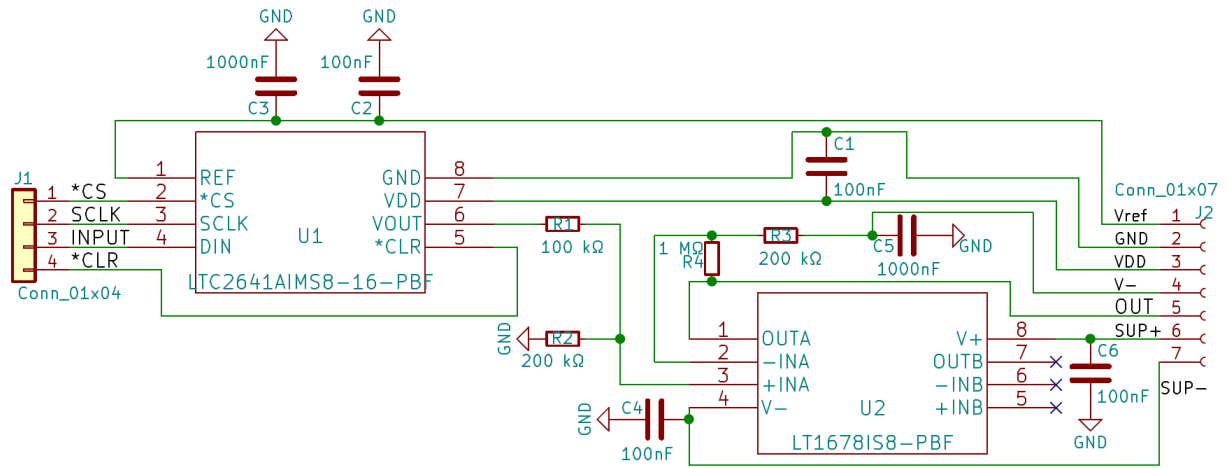 GND GND
1000nF 100nF
C3 C2
J1
1 *CS
2 SCLK
3 INPUT
4 *CLR
Conn_01x04
1 REF
2 *CS
3 SCLK
4 DIN
GND 8
VDD 7
VOUT 6
*CLR 5
U1
LTC2641AIMS8-16-PBF
R1
100 kΩ
GND
R2
200 kΩ
C1
100nF
1 MΩ
R4
R3
200 kΩ
C5
1000nF
GND
1 OUTA
2 -INA
3 +INA
4 V-
V+ 8
OUTB 7
-INB 6
+INB 5
U2
LT1678IS8-PBF
GND
C4
100nF
C6
100nF
GND
Conn_01x07
J2
Vref 1
GND 2
VDD 3
V- 4
OUT 5
SUP+ 6
7
SUP-